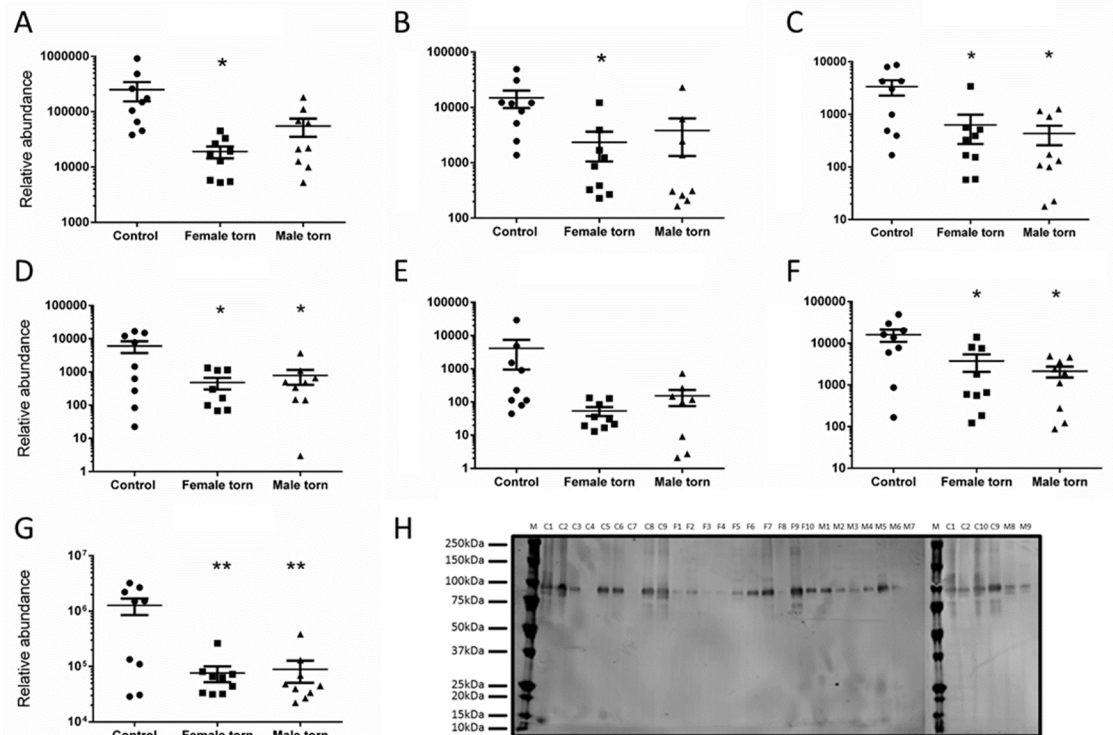 A
B
C
Relative abundance
1000000
100000
10000
1000
*
Control Female torn Male torn
100000
10000
1000
100
*
Control Female torn Male torn
10000
1000
100
10
* *
Control Female torn Male torn
D
E
F
Relative abundance
100000
10000
1000
100
10
1
* *
Control Female torn Male torn
100000
10000
1000
100
10
1
Control Female torn Male torn
100000
10000
1000
100
10
* *
Control Female torn Male torn
G
Relative abundance
10⁷
10⁶
10⁵
10⁴
** **
Control Female torn Male torn
H
M C1 C2 C3 C4 C5 C6 C7 C8 C9 F1 F2 F3 F4 F5 F6 F7 F8 F9 F10 M1 M2 M3 M4 M5 M6 M7 M C1 C2 C10 C9 M8 M9
250kDa
150kDa
100kDa
75kDa
50kDa
37kDa
25kDa
20kDa
15kDa
10kDa